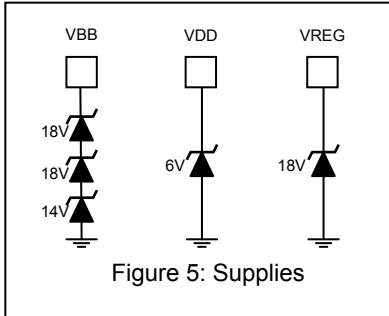 VBB VDD VREG
18V
18V 6V 18V
14V
Figure 5: Supplies